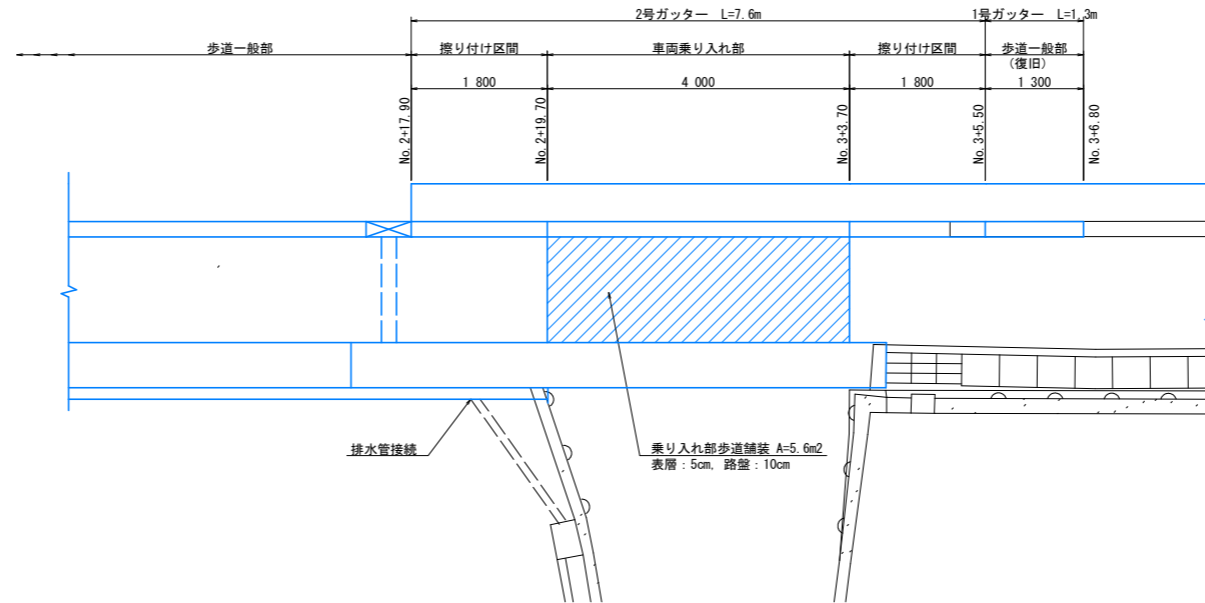 2号ガッター L=7.6m
1号ガッター L=1.3m
歩道一般部
擦り付け区間
車両乗り入れ部
擦り付け区間
歩道一般部
(復旧)
1 800
4 000
1 800
1 300
No.2+17.90
No.2+19.70
No.3+3.70
No.3+5.50
No.3+6.80
排水管接続
乗り入れ部歩道舗装 A=5.6m2
表層:5cm, 路盤:10cm